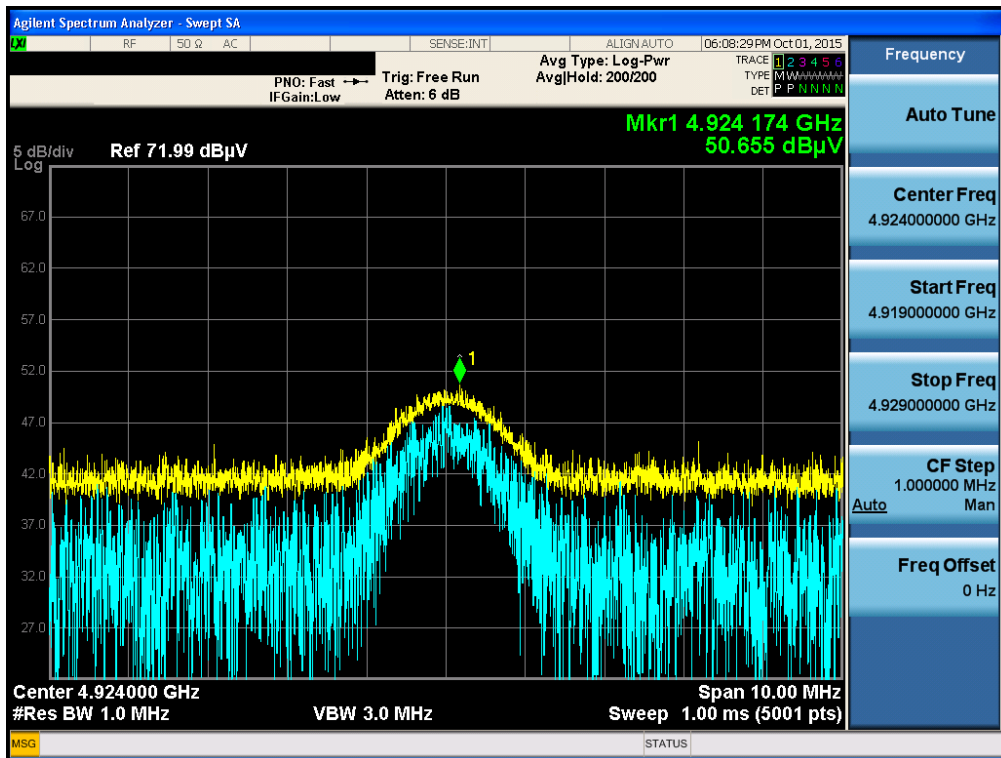 Agilent Spectrum Analyzer - Swept SA
LXI RF 50 Ω AC SENSE:INT ALIGN AUTO 06:08:29 PM Oct 01, 2015
Frequency
PNO: Fast
IFGain:Low
Trig: Free Run
Atten: 6 dB
Avg Type: Log-Pwr
Avg|Hold: 200/200
TRACE 1 2 3 4 5 6
TYPE M W W W W W
DET P P N N N N
Mkr1 4.924 174 GHz
50.655 dBµV
5 dB/div Ref 71.99 dBµV
Log
67.0
62.0
57.0
52.0
47.0
42.0
37.0
32.0
27.0
1
Center 4.924000 GHz Span 10.00 MHz
#Res BW 1.0 MHz VBW 3.0 MHz Sweep 1.00 ms (5001 pts)
Auto Tune
Center Freq
4.924000000 GHz
Start Freq
4.919000000 GHz
Stop Freq
4.929000000 GHz
CF Step
1.000000 MHz
Auto Man
Freq Offset
0 Hz
MSG STATUS